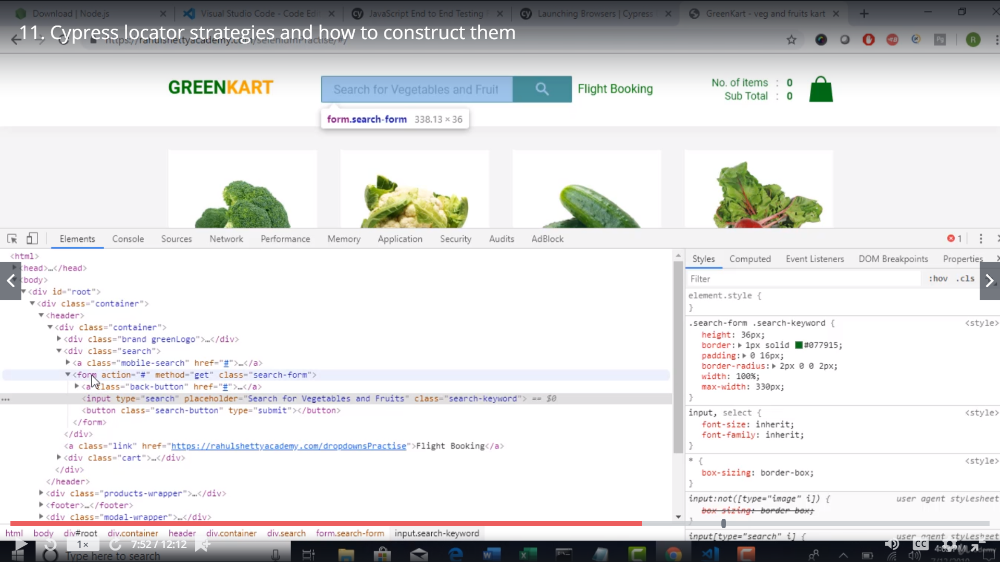 Download | Node.js
Visual Studio Code - Code Edit
JavaScript End to End Testing F
Launching Browsers | Cypress
GreenKart - veg and fruits kart
11. Cypress locator strategies and how to construct them
https://rahulshettyacademy.com/seleniumPractise/#/
R
GREENKART
Search for Vegetables and Fruit
Flight Booking
No. of items : 0
Sub Total : 0
form.search-form 338.13 × 36
Elements Console Sources Network Performance Memory Application Security Audits AdBlock
1
<html>
<head>…</head>
<body>
<div id="root">
<div class="container">
<header>
<div class="container">
<div class="brand greenLogo">…</div>
<div class="search">
<a class="mobile-search" href="#">…</a>
<form action="#" method="get" class="search-form">
<a class="back-button" href="#">…</a>
<input type="search" placeholder="Search for Vegetables and Fruits" class="search-keyword"> == $0
<button class="search-button" type="submit"></button>
</form>
</div>
<a class="link" href="https://rahulshettyacademy.com/dropdownsPractise">Flight Booking</a>
<div class="cart">…</div>
</div>
</header>
<div class="products-wrapper">…</div>
<footer>…</footer>
<div class="modal-wrapper">…</div>
html body div#root div.container header div.container div.search form.search-form input.search-keyword
Styles Computed Event Listeners DOM Breakpoints Properties
Filter :hov .cls
element.style {
}
.search-form .search-keyword { <style>
height: 36px;
border: 1px solid #077915;
padding: 0 16px;
border-radius: 2px 0 0 2px;
width: 100%;
max-width: 330px;
}
input, select { <style>
font-size: inherit;
font-family: inherit;
}
* { <style>
box-sizing: border-box;
}
input:not([type="image" i]) { user agent stylesheet
box-sizing: border-box;
}
input[type="search" i] { user agent stylesheet
1× 7:52 / 12:12
CC
Type here to search